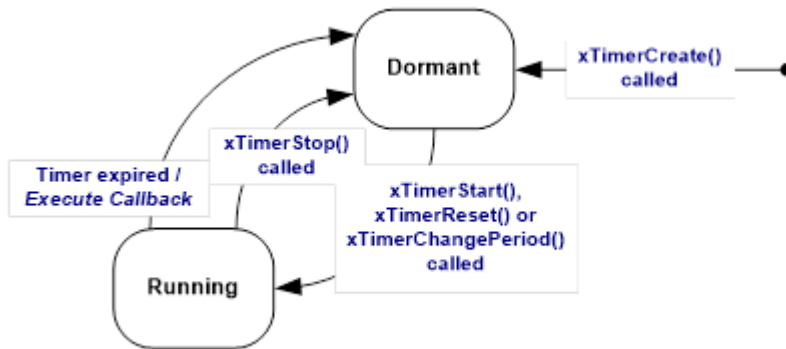 Dormant
xTimerCreate()
called
xTimerStop()
called
Timer expired /
Execute Callback
xTimerStart(),
xTimerReset() or
xTimerChangePeriod()
called
Running